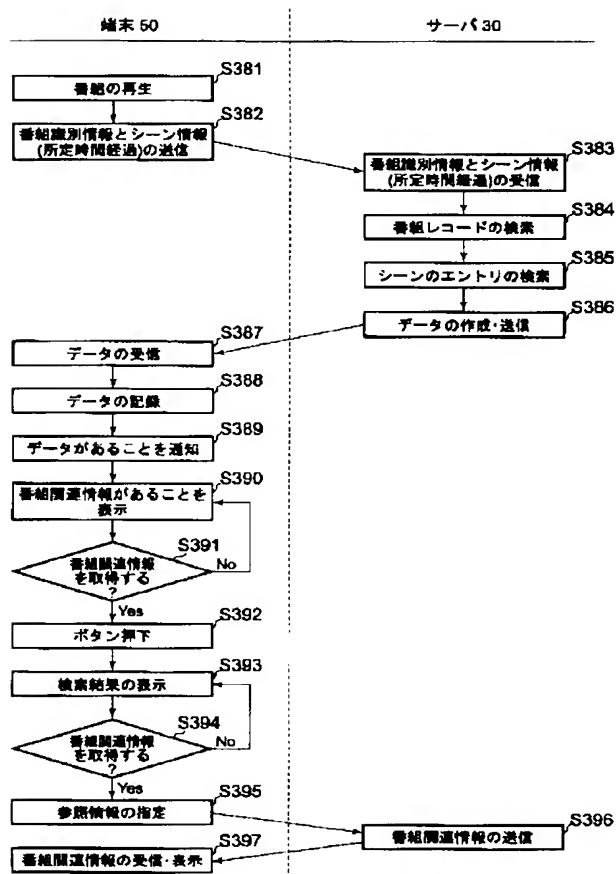 端末 50
サーバ 30
S381
番組の再生
S382
番組識別情報とシーン情報
(所定時間経過)の送信
S383
番組識別情報とシーン情報
(所定時間経過)の受信
S384
番組レコードの検索
S385
シーンのエントリの検索
S386
データの作成・送信
S387
データの受信
S388
データの記録
S389
データがあることを通知
S390
番組関連情報があることを
表示
S391
番組関連情報
を取得する
?
No
Yes
S392
ボタン押下
S393
検索結果の表示
S394
番組関連情報
を取得する
?
No
Yes
S395
参照情報の指定
S396
番組関連情報の送信
S397
番組関連情報の受信・表示